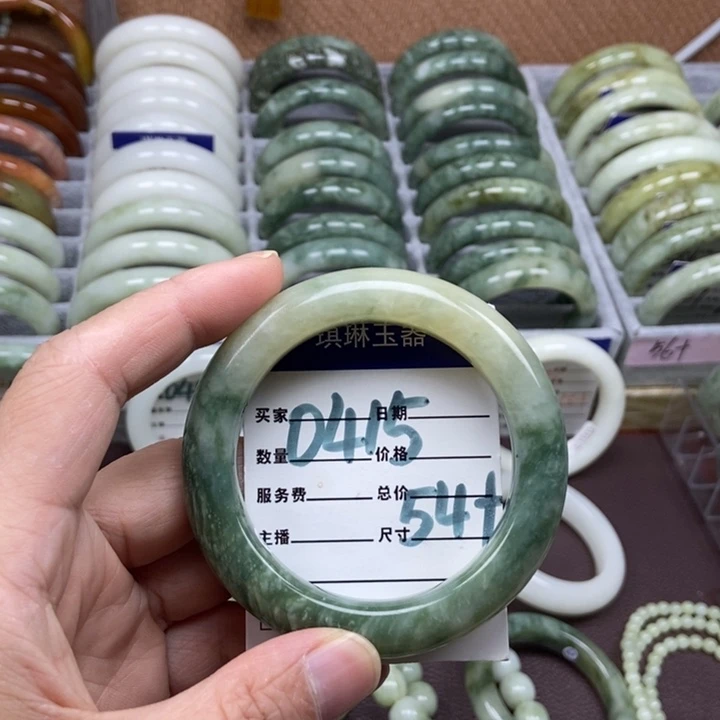 琪琳玉器
买家 日期
0415
数量 价格
服务费 总价
54+
主播 尺寸
56+